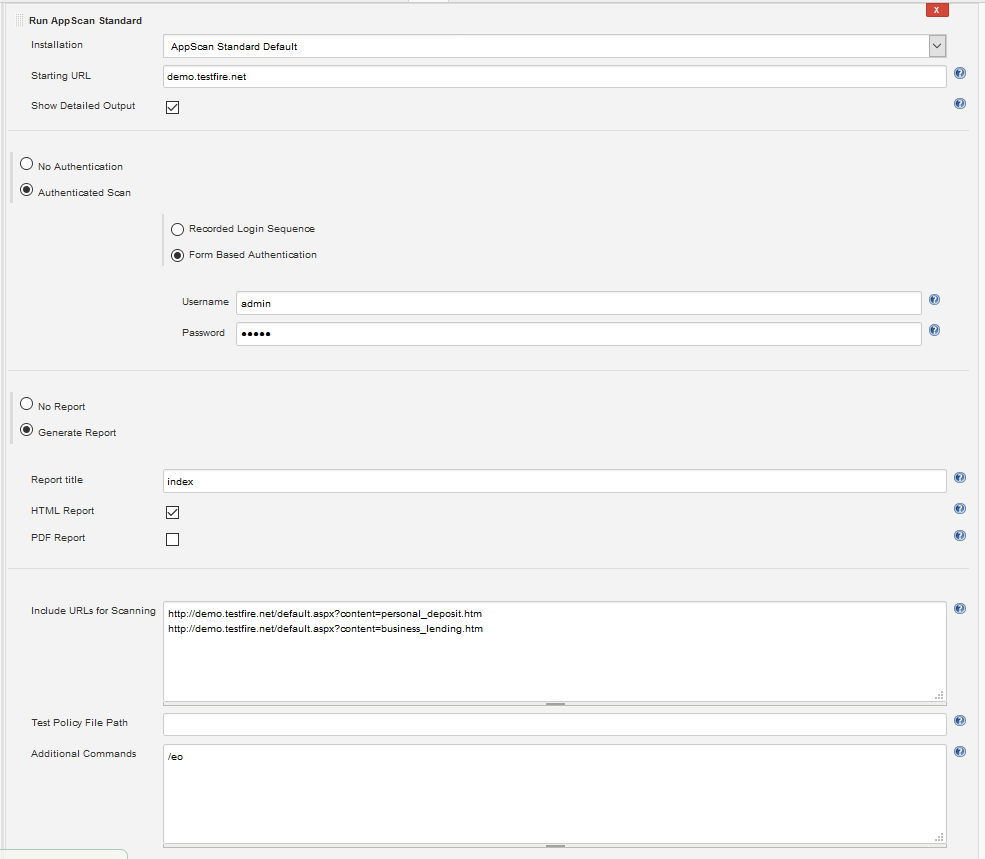 Run AppScan Standard
X
Installation
AppScan Standard Default
Starting URL
demo.testfire.net
?
Show Detailed Output
?
No Authentication
Authenticated Scan
Recorded Login Sequence
Form Based Authentication
Username
admin
?
Password
•••••
?
No Report
Generate Report
Report title
index
?
HTML Report
?
PDF Report
?
Include URLs for Scanning
http://demo.testfire.net/default.aspx?content=personal_deposit.htm
http://demo.testfire.net/default.aspx?content=business_lending.htm
?
Test Policy File Path
?
Additional Commands
/eo
?